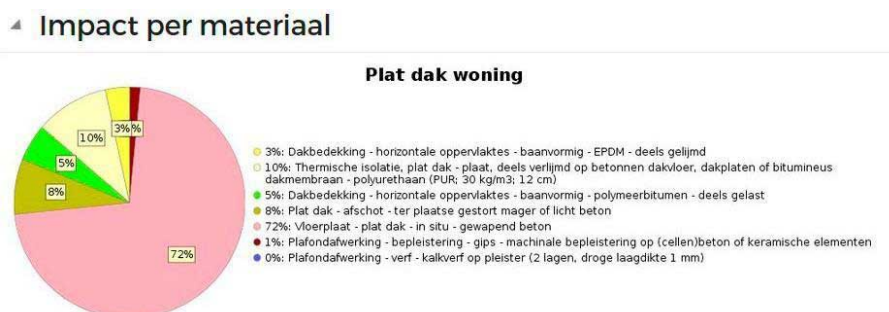 Impact per materiaal
Plat dak woning
3%
%
10%
5%
8%
72%
3%: Dakbedekking - horizontale oppervlaktes - baanvormig - EPDM - deels gelijmd
10%: Thermische isolatie, plat dak - plaat, deels verlijmd op betonnen dakvloer, dakplaten of bitumineus
dakmembraan - polyurethaan (PUR; 30 kg/m3; 12 cm)
5%: Dakbedekking - horizontale oppervlaktes - baanvormig - polymeerbitumen - deels gelast
8%: Plat dak - afschot - ter plaatse gestort mager of licht beton
72%: Vloerplaat - plat dak - in situ - gewapend beton
1%: Plafondafwerking - bepleistering - gips - machinale bepleistering op (cellen)beton of keramische elementen
0%: Plafondafwerking - verf - kalkverf op pleister (2 lagen, droge laagdikte 1 mm)